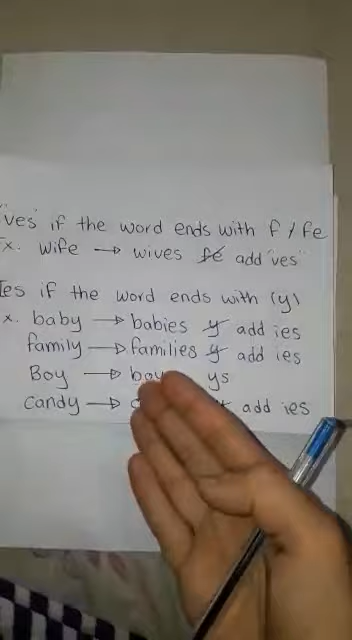 "ves" if the word ends with f / fe
x. wife → wives fe add "ves"
Ies if the word ends with (y)
x. baby → babies y add ies
family → families y add ies
Boy → ys
Candy → add ies